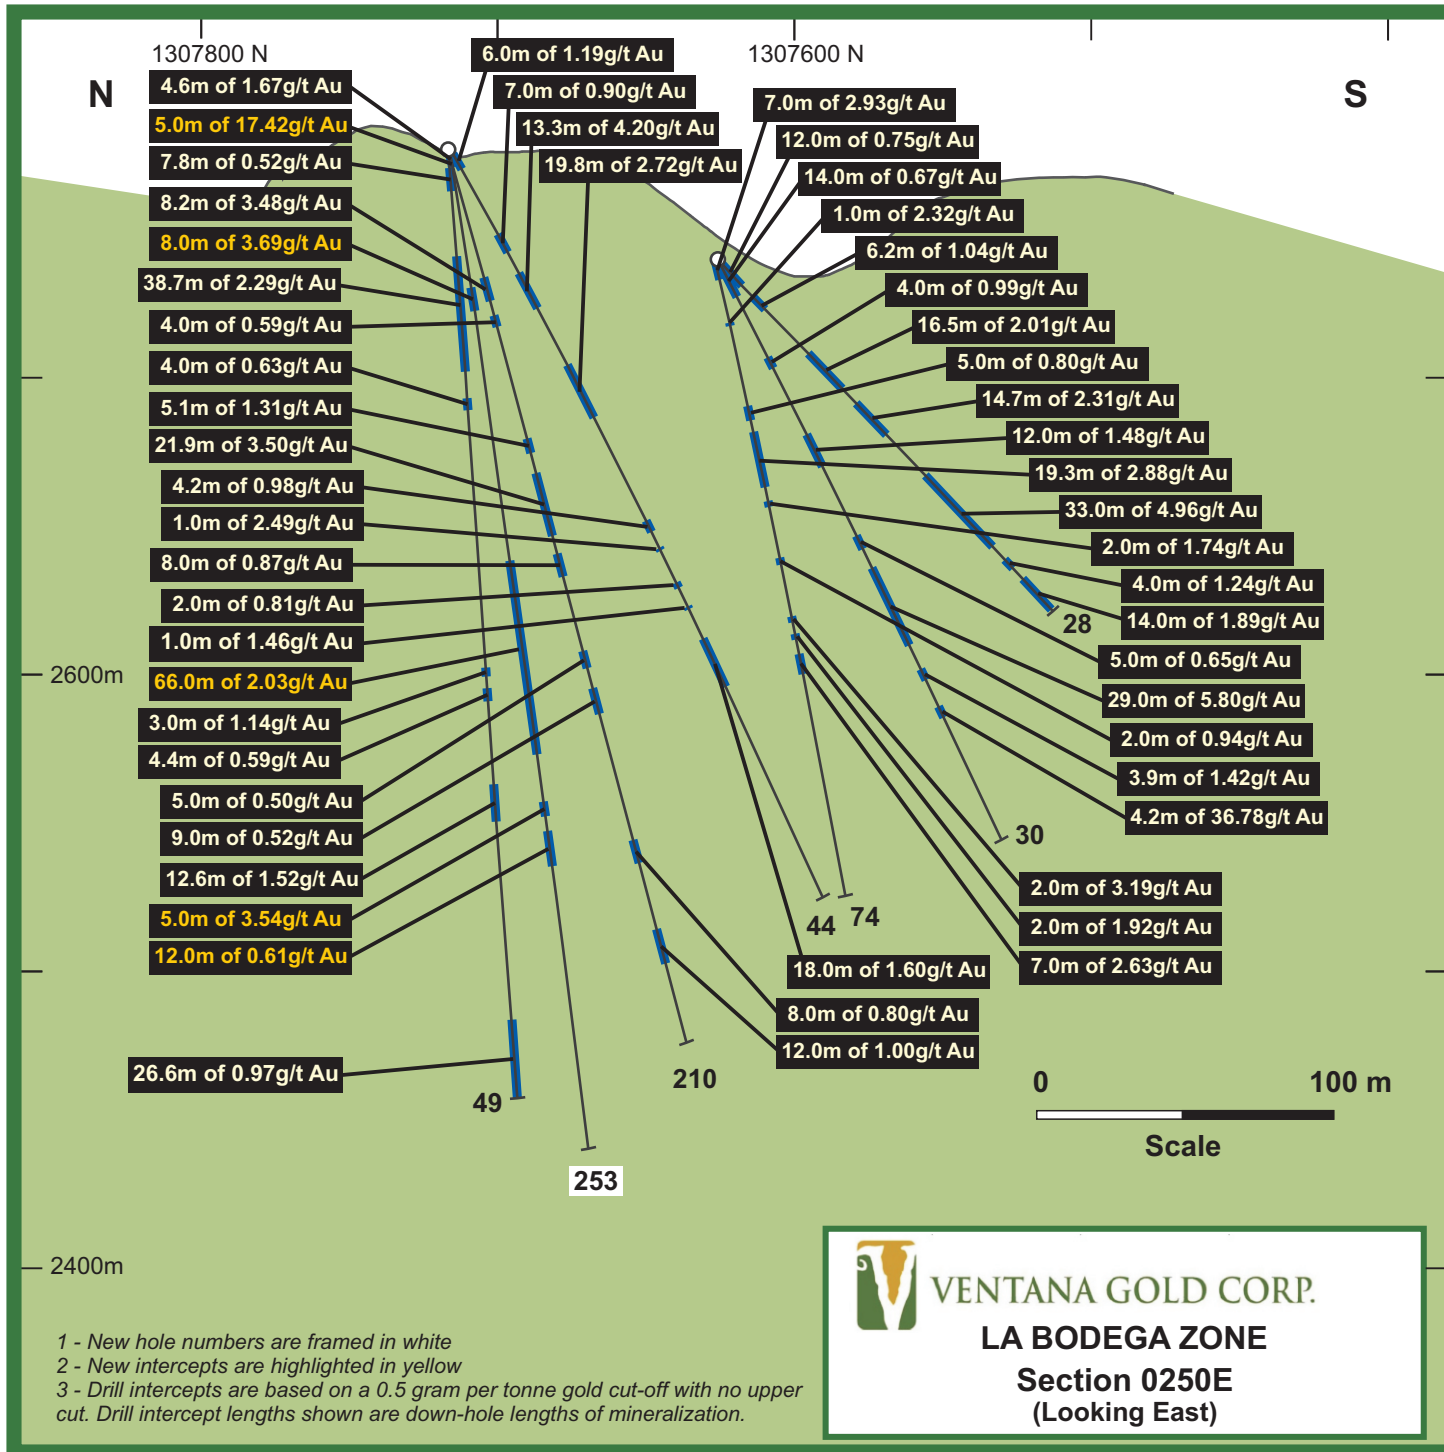 1307800 N
1307600 N
N
S
6.0m of 1.19g/t Au
7.0m of 0.90g/t Au
13.3m of 4.20g/t Au
19.8m of 2.72g/t Au
4.6m of 1.67g/t Au
5.0m of 17.42g/t Au
7.8m of 0.52g/t Au
8.2m of 3.48g/t Au
8.0m of 3.69g/t Au
38.7m of 2.29g/t Au
4.0m of 0.59g/t Au
4.0m of 0.63g/t Au
5.1m of 1.31g/t Au
21.9m of 3.50g/t Au
4.2m of 0.98g/t Au
1.0m of 2.49g/t Au
8.0m of 0.87g/t Au
2.0m of 0.81g/t Au
1.0m of 1.46g/t Au
66.0m of 2.03g/t Au
3.0m of 1.14g/t Au
4.4m of 0.59g/t Au
5.0m of 0.50g/t Au
9.0m of 0.52g/t Au
12.6m of 1.52g/t Au
5.0m of 3.54g/t Au
12.0m of 0.61g/t Au
26.6m of 0.97g/t Au
7.0m of 2.93g/t Au
12.0m of 0.75g/t Au
14.0m of 0.67g/t Au
1.0m of 2.32g/t Au
6.2m of 1.04g/t Au
4.0m of 0.99g/t Au
16.5m of 2.01g/t Au
5.0m of 0.80g/t Au
14.7m of 2.31g/t Au
12.0m of 1.48g/t Au
19.3m of 2.88g/t Au
33.0m of 4.96g/t Au
2.0m of 1.74g/t Au
4.0m of 1.24g/t Au
14.0m of 1.89g/t Au
5.0m of 0.65g/t Au
29.0m of 5.80g/t Au
2.0m of 0.94g/t Au
3.9m of 1.42g/t Au
4.2m of 36.78g/t Au
2.0m of 3.19g/t Au
2.0m of 1.92g/t Au
7.0m of 2.63g/t Au
18.0m of 1.60g/t Au
8.0m of 0.80g/t Au
12.0m of 1.00g/t Au
28
30
44
74
210
49
253
2600m
2400m
0
100 m
Scale
1 - New hole numbers are framed in white
2 - New intercepts are highlighted in yellow
3 - Drill intercepts are based on a 0.5 gram per tonne gold cut-off with no upper
cut. Drill intercept lengths shown are down-hole lengths of mineralization.
VENTANA GOLD CORP.
LA BODEGA ZONE
Section 0250E
(Looking East)